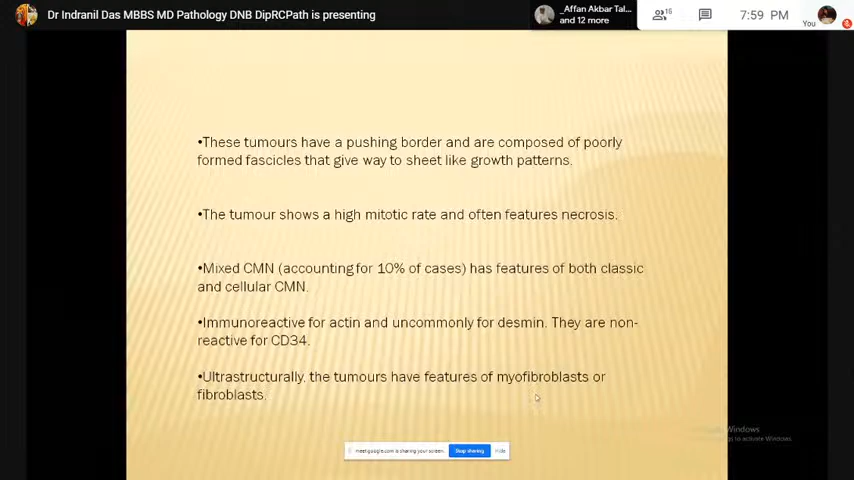 Dr Indranil Das MBBS MD Pathology DNB DipRCPath is presenting
_Affan Akbar Tal...
and 12 more
16
7:59 PM
You
•These tumours have a pushing border and are composed of poorly
formed fascicles that give way to sheet like growth patterns.
•The tumour shows a high mitotic rate and often features necrosis.
•Mixed CMN (accounting for 10% of cases) has features of both classic
and cellular CMN.
•Immunoreactive for actin and uncommonly for desmin. They are non-
reactive for CD34.
•Ultrastructurally, the tumours have features of myofibroblasts or
fibroblasts.
Windows
to activate Windows.
meet.google.com is sharing your screen.
Stop sharing
Hide